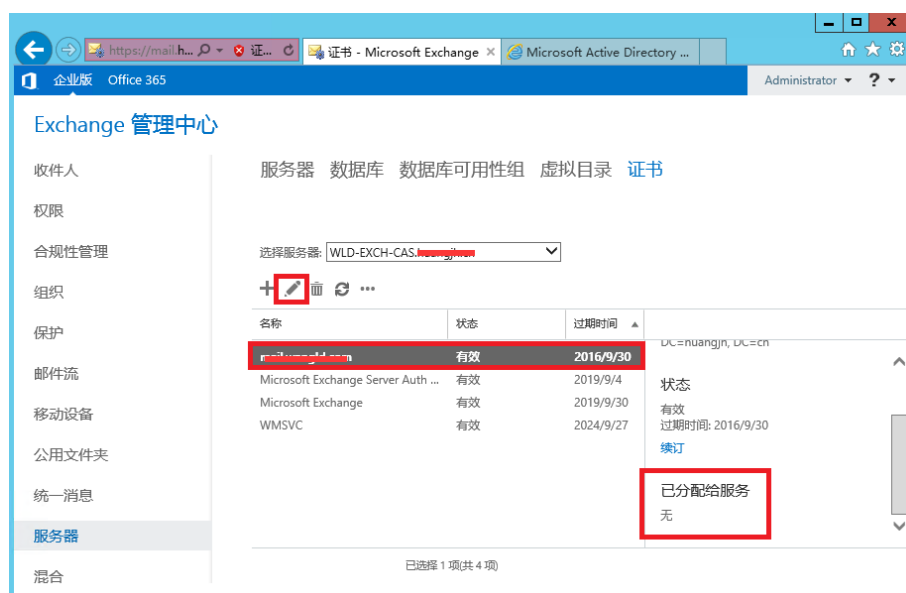 https://mail.h...
证...
证书 - Microsoft Exchange
Microsoft Active Directory ...
企业版 Office 365
Administrator ?
Exchange 管理中心
收件人
权限
合规性管理
组织
保护
邮件流
移动设备
公用文件夹
统一消息
服务器
混合
服务器 数据库 数据库可用性组 虚拟目录 证书
选择服务器: WLD-EXCH-CAS.
名称 状态 过期时间
有效 2016/9/30
Microsoft Exchange Server Auth ... 有效 2019/9/4
Microsoft Exchange 有效 2019/9/30
WMSVC 有效 2024/9/27
DC=huangjh, DC=cn
状态
有效
过期时间: 2016/9/30
续订
已分配给服务
无
已选择 1 项(共 4 项)